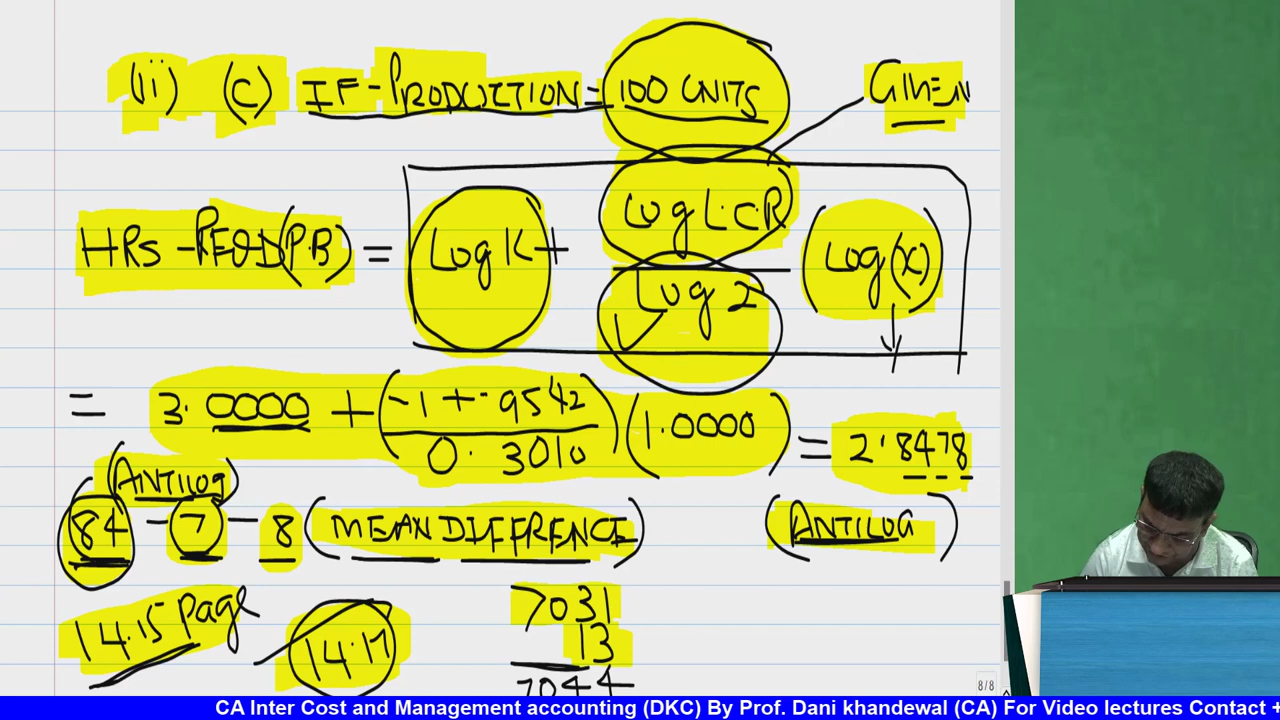 (ii) (C) IF-PRODUCTION = 100 UNITS GIVEN
HRS-REQD(P.B) = Log K + Log L.C.R / Log 2 (Log(X))
= 3.0000 + (-1+.9542 / 0.3010) (1.0000) = 2.8478
(ANTILOG)
84 - 7 - 8 (MEAN DIFFERENCE) (ANTILOG)
14.15 page 14.17 7031
13
7044
8/8
CA Inter Cost and Management accounting (DKC) By Prof. Dani khandewal (CA) For Video lectures Contact +